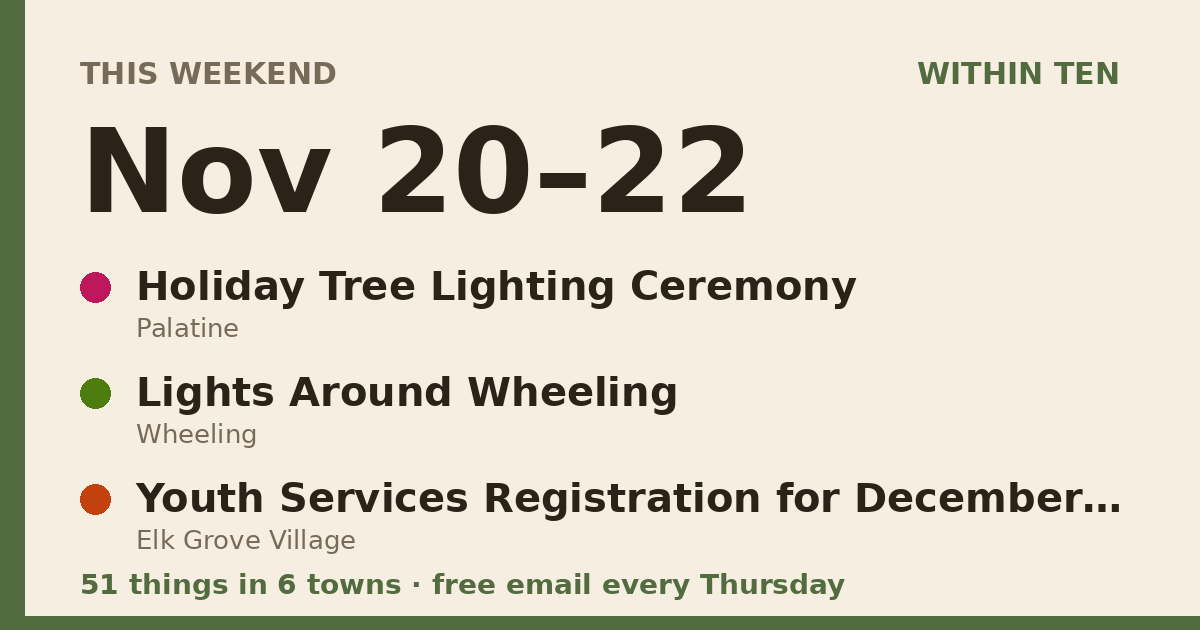 THIS WEEKEND
WITHIN TEN
Nov 20–22
Holiday Tree Lighting Ceremony
Palatine
Lights Around Wheeling
Wheeling
Youth Services Registration for December…
Elk Grove Village
51 things in 6 towns · free email every Thursday